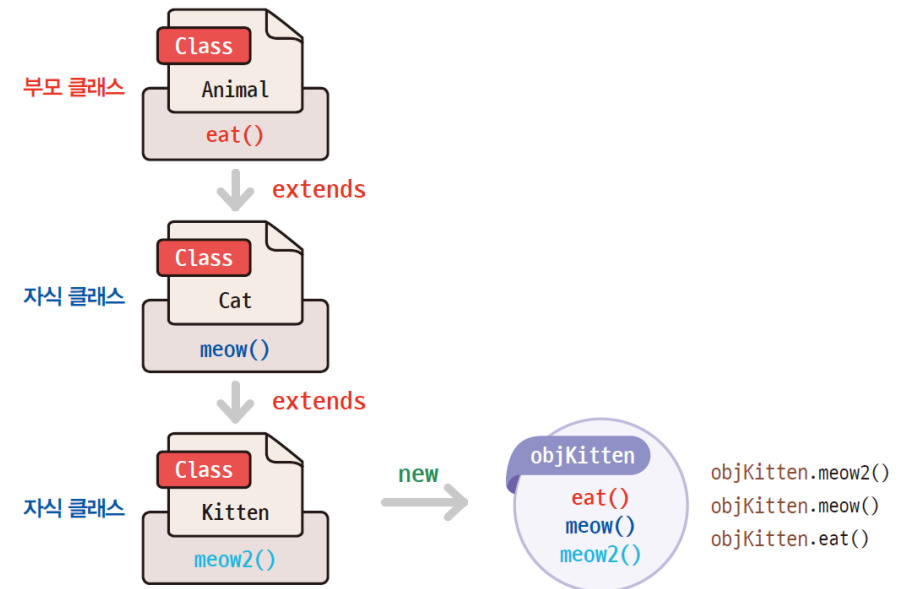 Class
부모 클래스
Animal
eat()
extends
Class
자식 클래스
Cat
meow()
extends
Class
자식 클래스
Kitten
meow2()
new
objKitten
eat()
meow()
meow2()
objKitten.meow2()
objKitten.meow()
objKitten.eat()